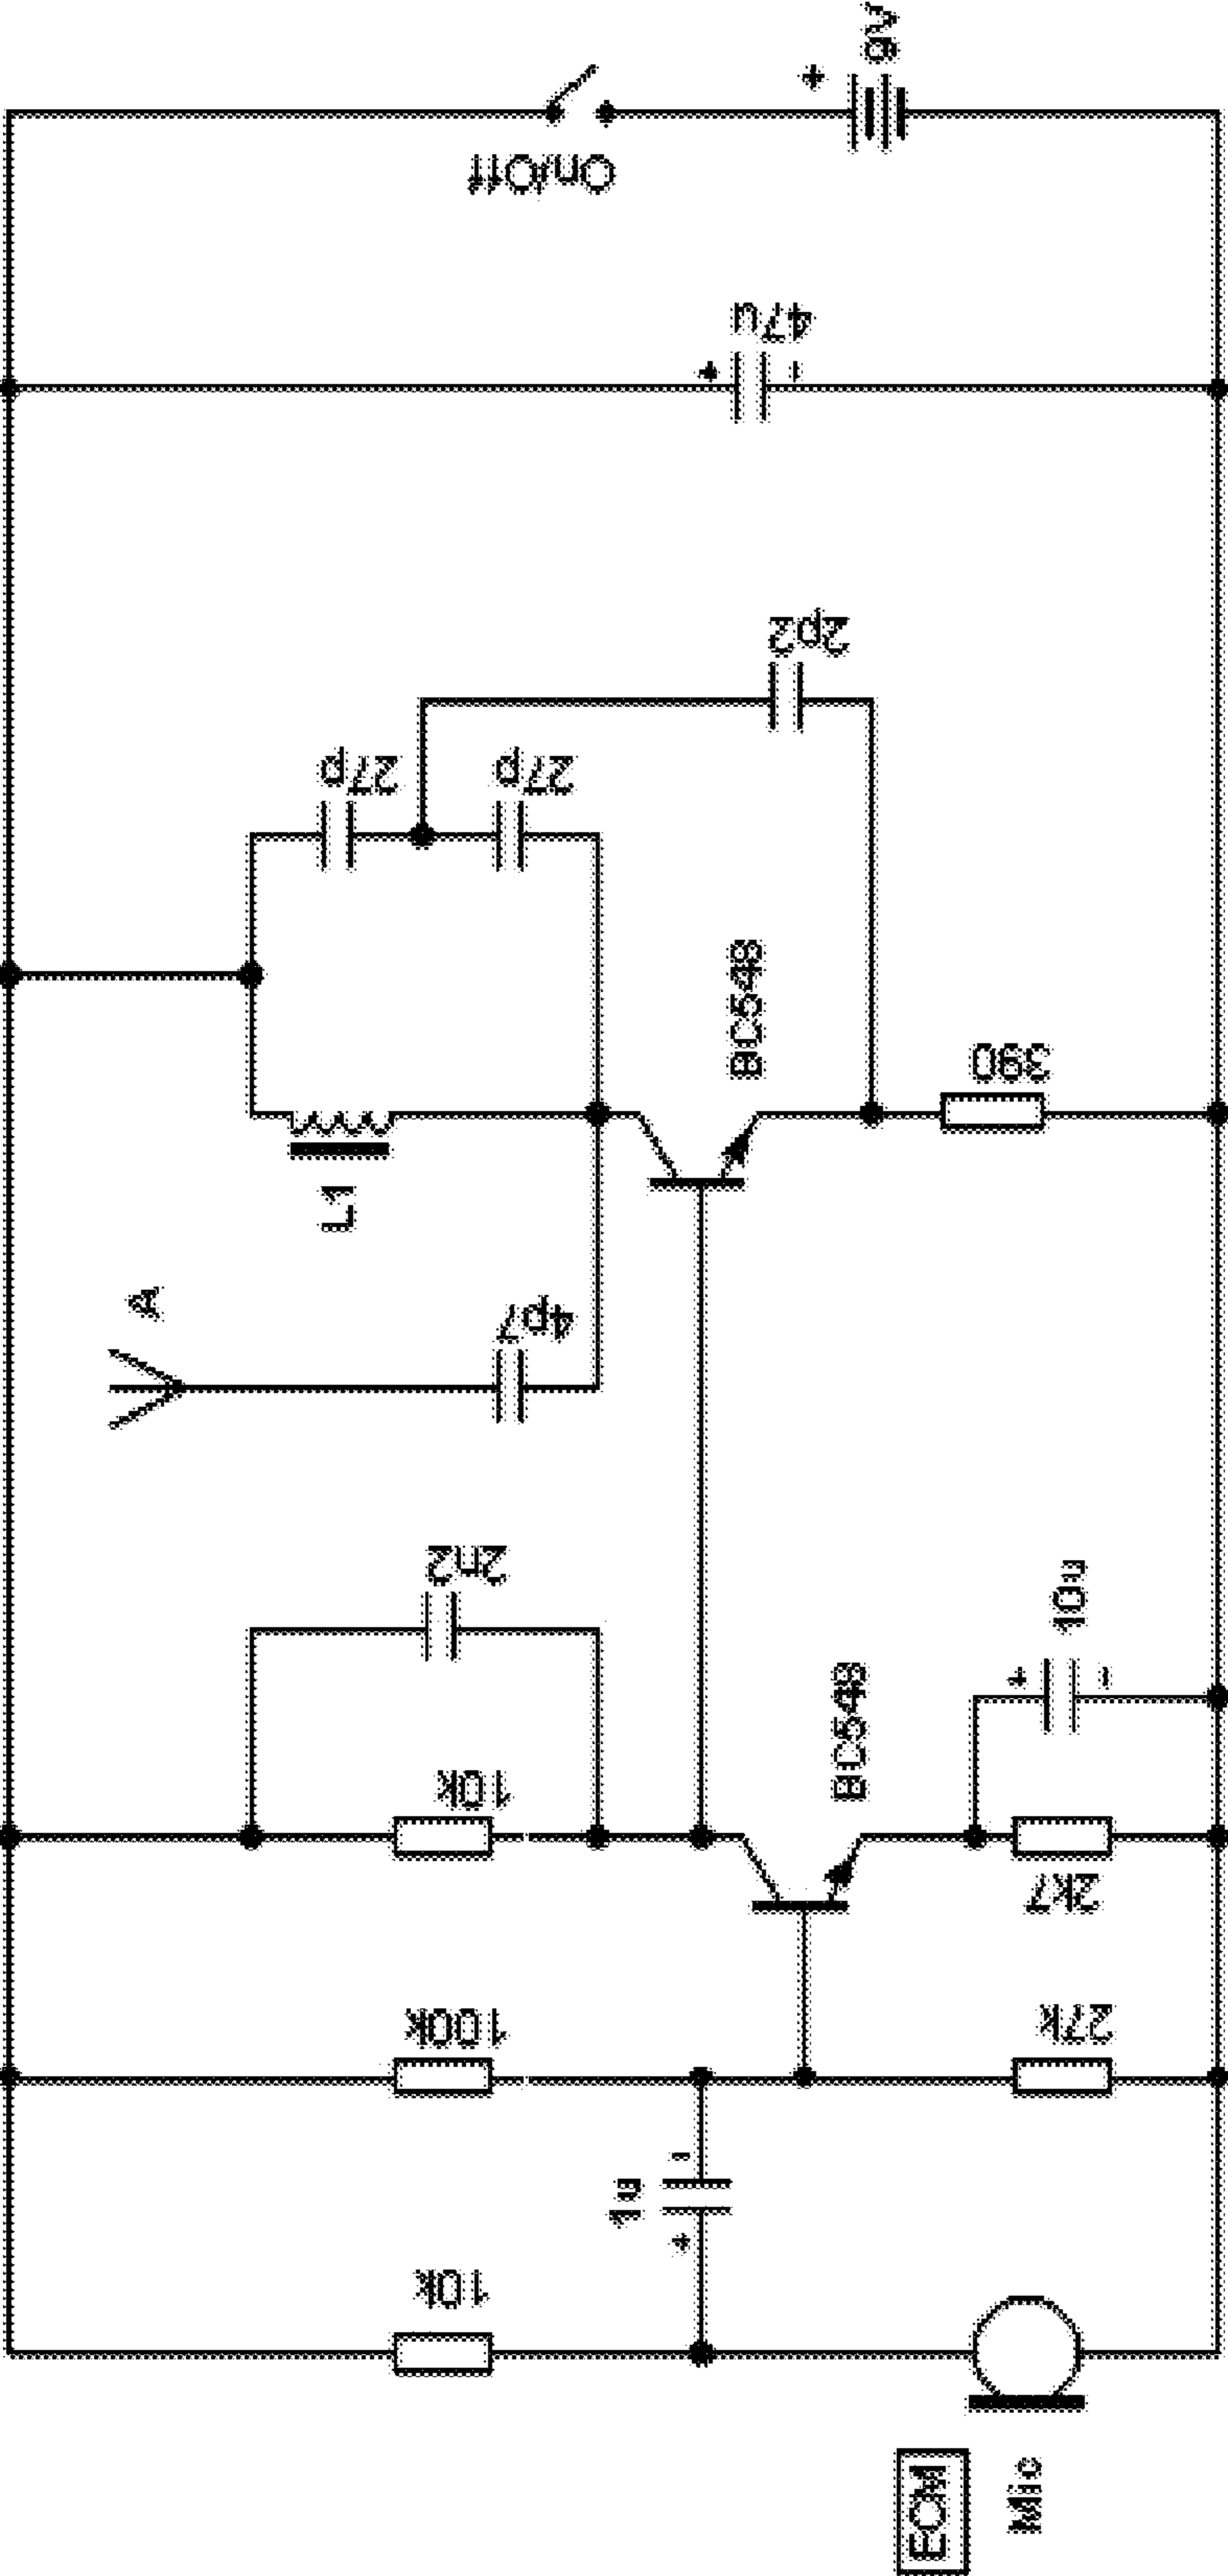 ECM
Mic
10k
1u
+
-
100k
27k
10k
2n2
BC548
2k7
10u
+
-
A
4p7
L1
BC548
390
27p
27p
2p2
47u
+
-
On/Off
+
9V